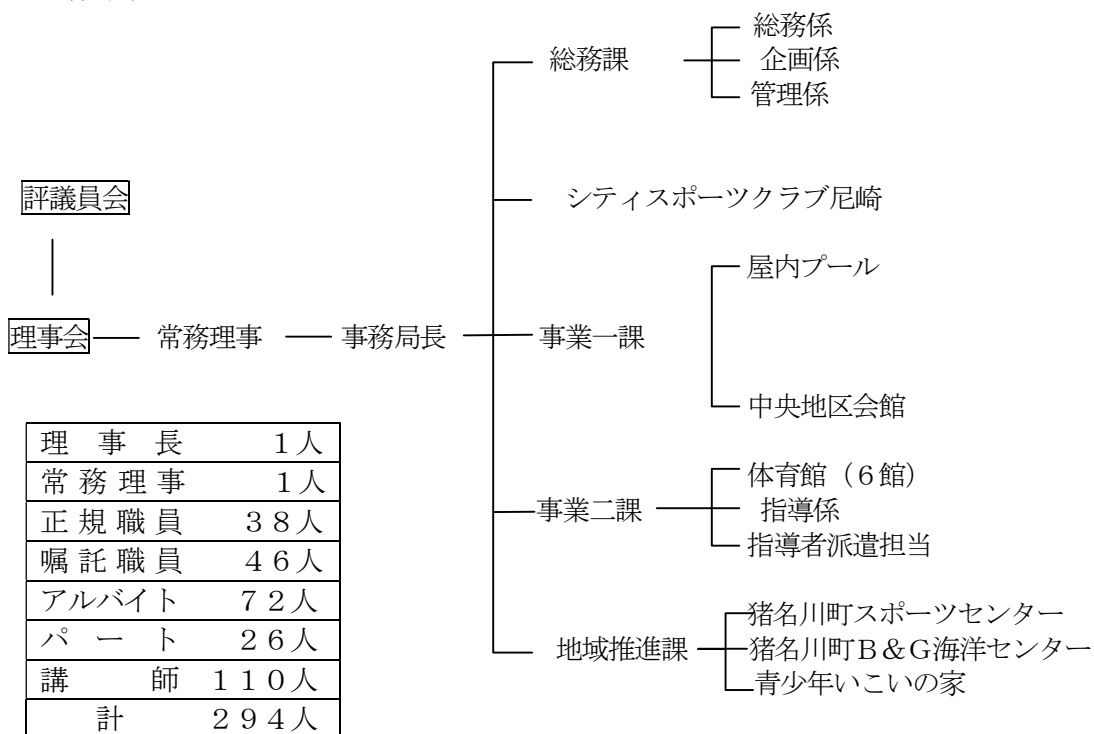 総務係
総務課
企画係
管理係
評議員会
シティスポーツクラブ尼崎
屋内プール
理事会 常務理事 事務局長 事業一課
中央地区会館
理事長 1人
常務理事 1人
正規職員 38人
嘱託職員 46人
アルバイト 72人
パート 26人
講師 110人
計 294人
体育館（6館）
事業二課 指導係
指導者派遣担当
猪名川町スポーツセンター
地域推進課 猪名川町B＆G海洋センター
青少年いこいの家